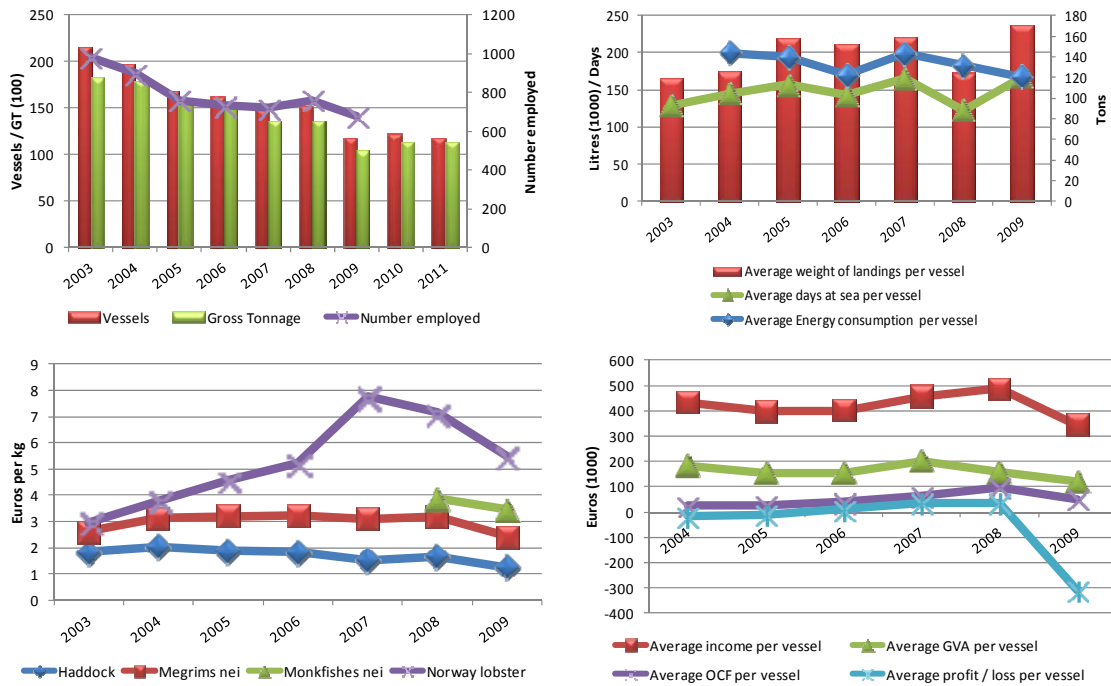 250
200
150
100
50
0
Vessels / GT (100)
1200
1000
800
600
400
200
0
Number employed
2003 2004 2005 2006 2007 2008 2009 2010 2011
Vessels Gross Tonnage Number employed
250
200
150
100
50
0
Litres (1000) / Days
180
160
140
120
100
80
60
40
20
0
Tons
2003 2004 2005 2006 2007 2008 2009
Average weight of landings per vessel
Average days at sea per vessel
Average Energy consumption per vessel
9
8
7
6
5
4
3
2
1
0
Euros per kg
2003 2004 2005 2006 2007 2008 2009
Haddock Megrims nei Monkfishes nei Norway lobster
600
500
400
300
200
100
0
-100
-200
-300
-400
Euros (1000)
2004 2005 2006 2007 2008 2009
Average income per vessel Average GVA per vessel
Average OCF per vessel Average profit / loss per vessel